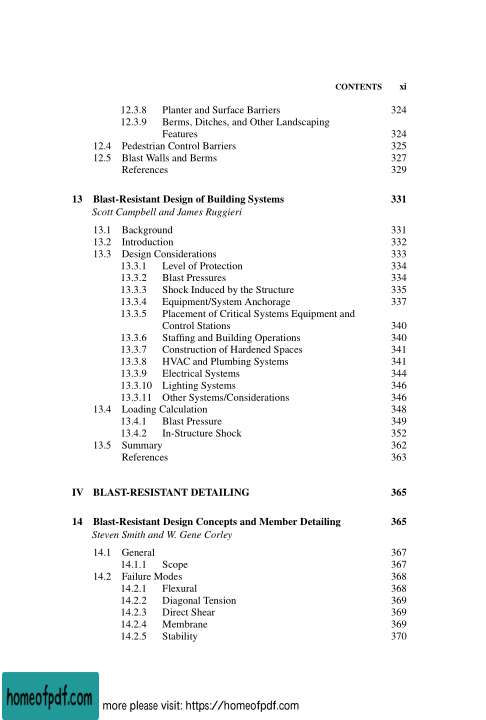 CONTENTS xi
12.3.8 Planter and Surface Barriers 324
12.3.9 Berms, Ditches, and Other Landscaping
Features 324
12.4 Pedestrian Control Barriers 325
12.5 Blast Walls and Berms 327
References 329
13 Blast-Resistant Design of Building Systems 331
Scott Campbell and James Ruggieri
13.1 Background 331
13.2 Introduction 332
13.3 Design Considerations 333
13.3.1 Level of Protection 334
13.3.2 Blast Pressures 334
13.3.3 Shock Induced by the Structure 335
13.3.4 Equipment/System Anchorage 337
13.3.5 Placement of Critical Systems Equipment and
Control Stations 340
13.3.6 Staffing and Building Operations 340
13.3.7 Construction of Hardened Spaces 341
13.3.8 HVAC and Plumbing Systems 341
13.3.9 Electrical Systems 344
13.3.10 Lighting Systems 346
13.3.11 Other Systems/Considerations 346
13.4 Loading Calculation 348
13.4.1 Blast Pressure 349
13.4.2 In-Structure Shock 352
13.5 Summary 362
References 363
IV BLAST-RESISTANT DETAILING 365
14 Blast-Resistant Design Concepts and Member Detailing 365
Steven Smith and W. Gene Corley
14.1 General 367
14.1.1 Scope 367
14.2 Failure Modes 368
14.2.1 Flexural 368
14.2.2 Diagonal Tension 369
14.2.3 Direct Shear 369
14.2.4 Membrane 369
14.2.5 Stability 370
homeofpdf.com more please visit: https://homeofpdf.com